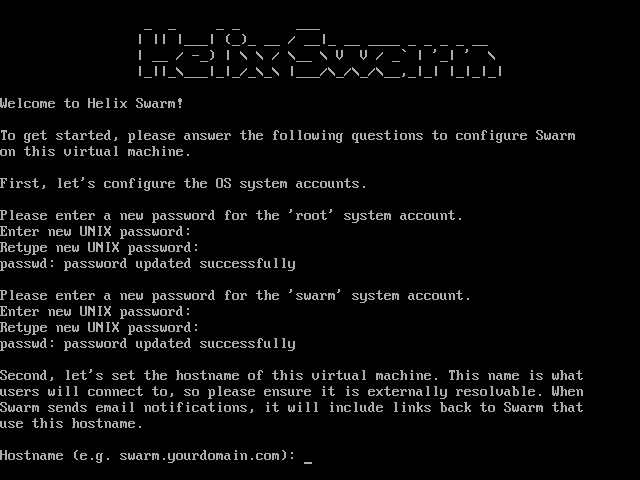 Helix Swarm
Welcome to Helix Swarm!
To get started, please answer the following questions to configure Swarm
on this virtual machine.
First, let's configure the OS system accounts.
Please enter a new password for the 'root' system account.
Enter new UNIX password:
Retype new UNIX password:
passwd: password updated successfully
Please enter a new password for the 'swarm' system account.
Enter new UNIX password:
Retype new UNIX password:
passwd: password updated successfully
Second, let's set the hostname of this virtual machine. This name is what
users will connect to, so please ensure it is externally resolvable. When
Swarm sends email notifications, it will include links back to Swarm that
use this hostname.
Hostname (e.g. swarm.yourdomain.com): _